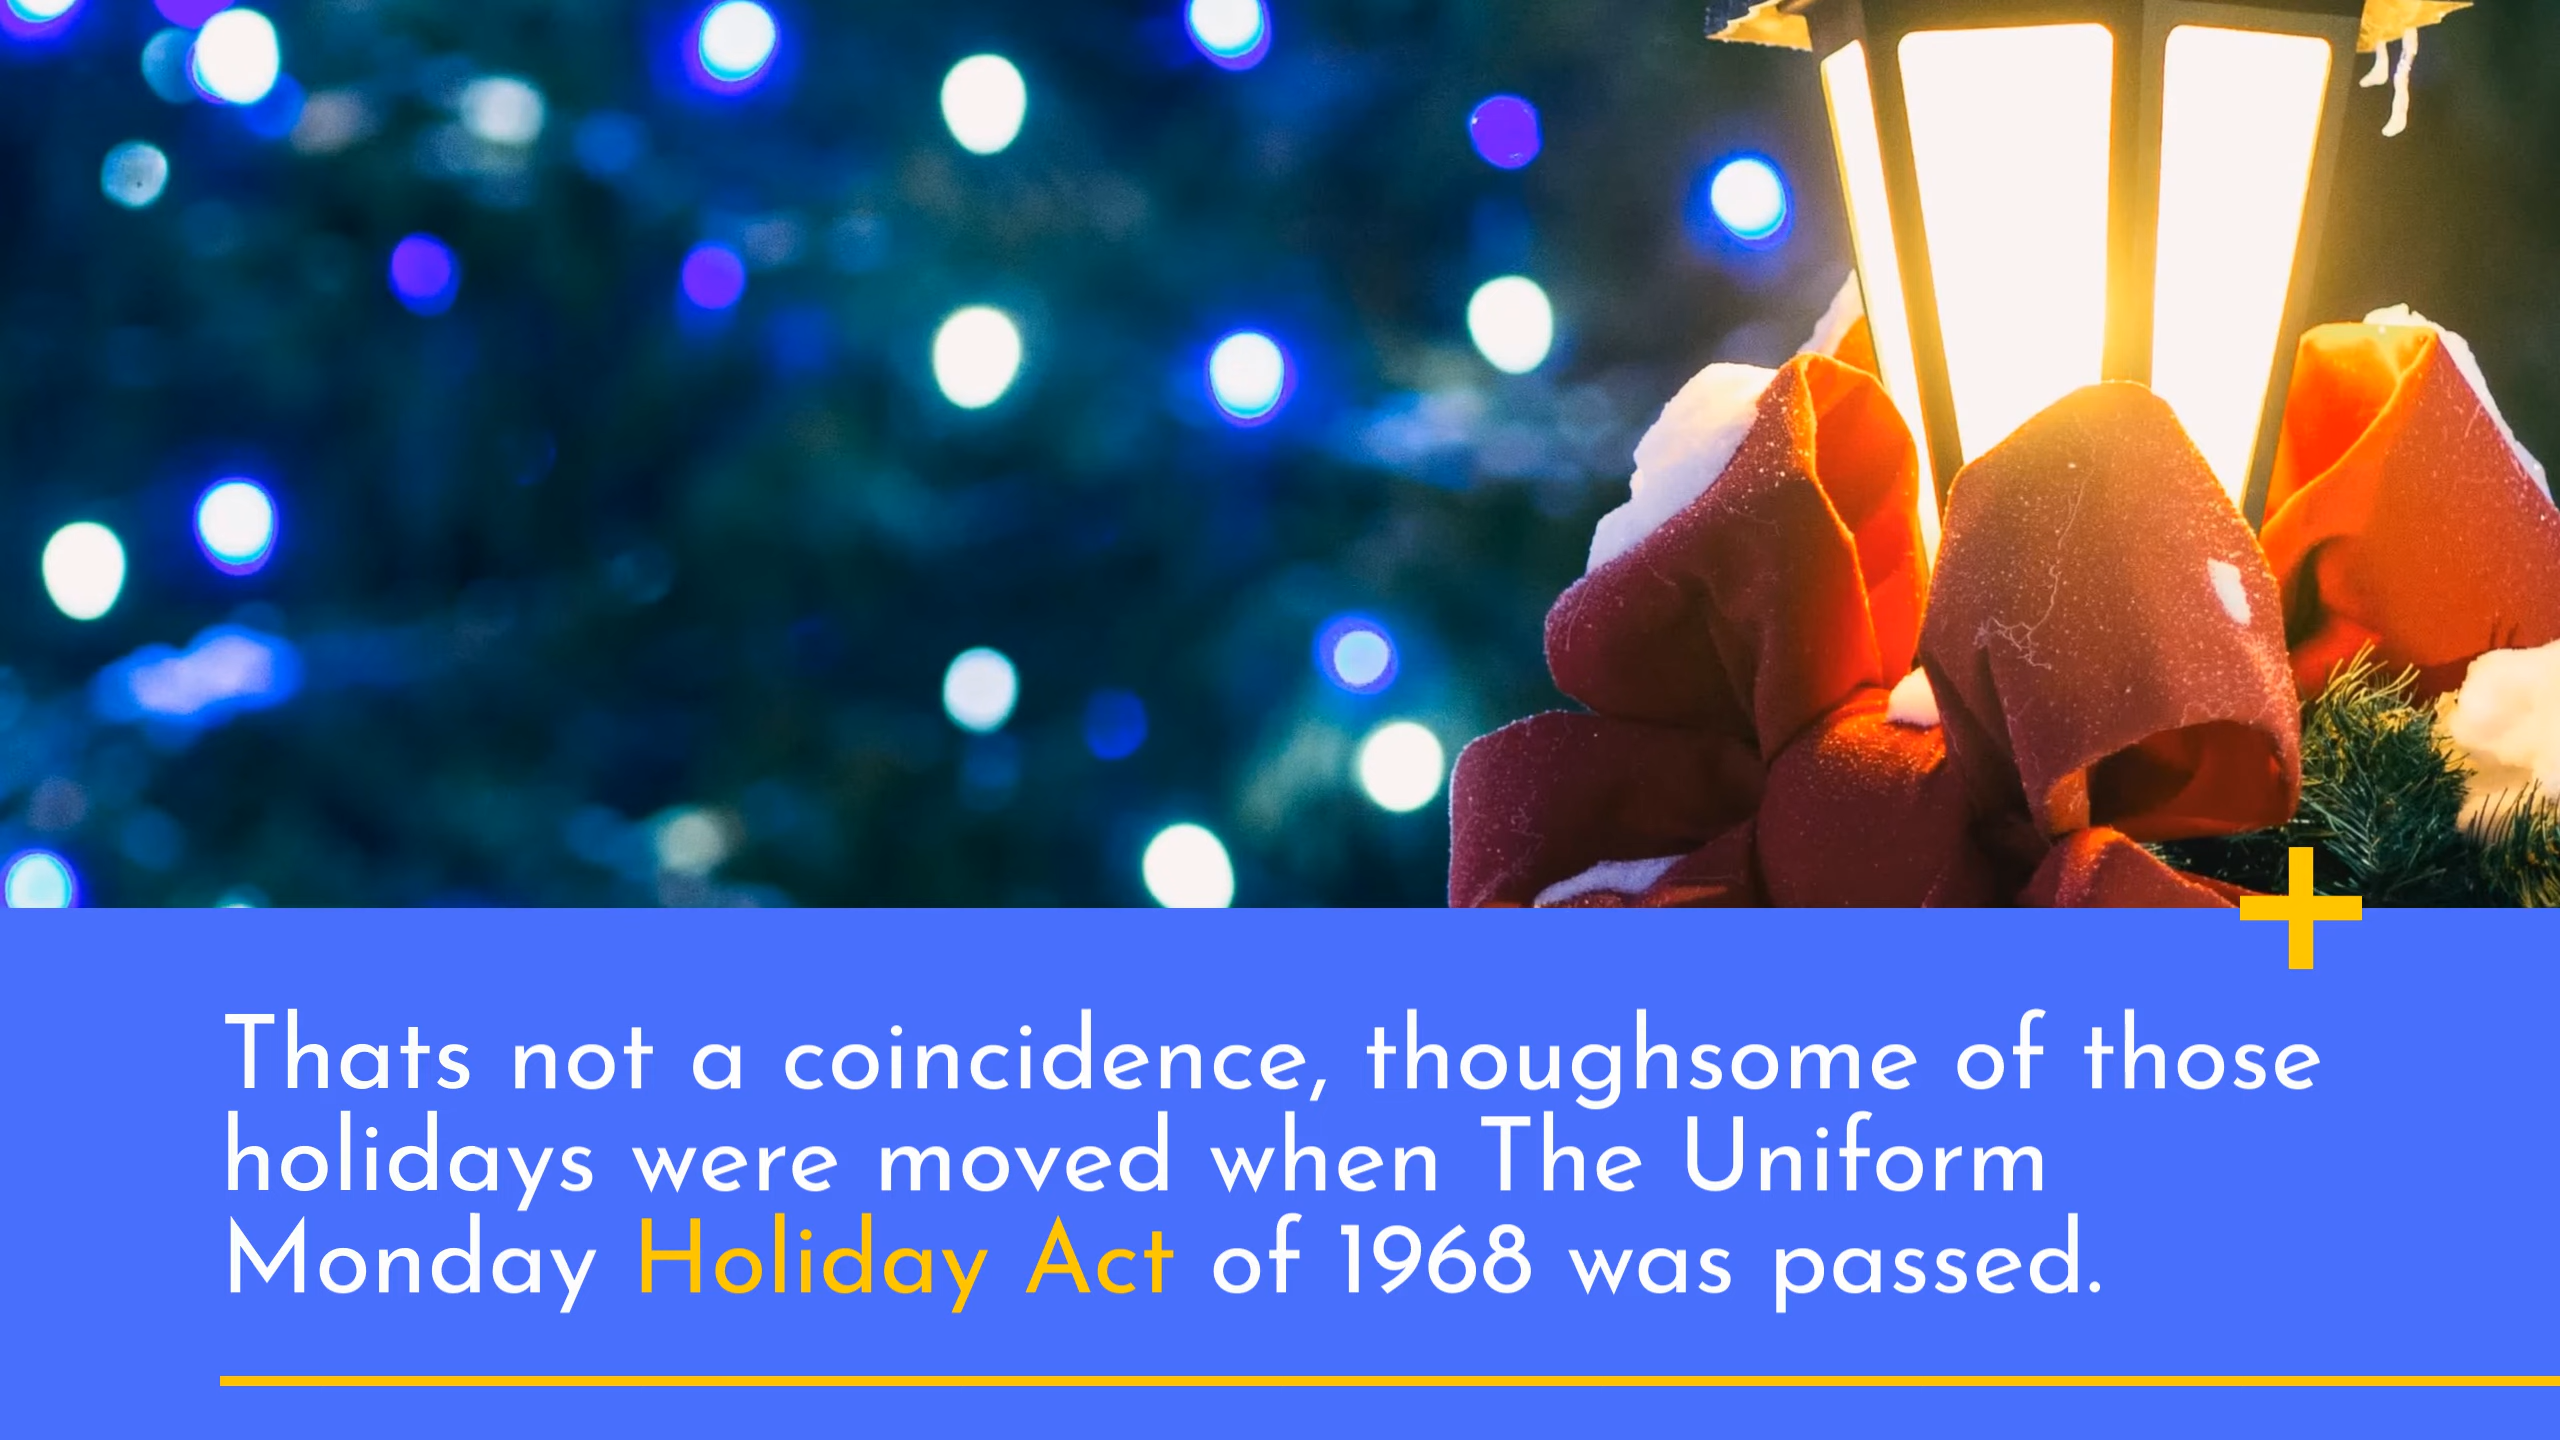 Thats not a coincidence, thoughsome of those
holidays were moved when The Uniform
Monday Holiday Act of 1968 was passed.